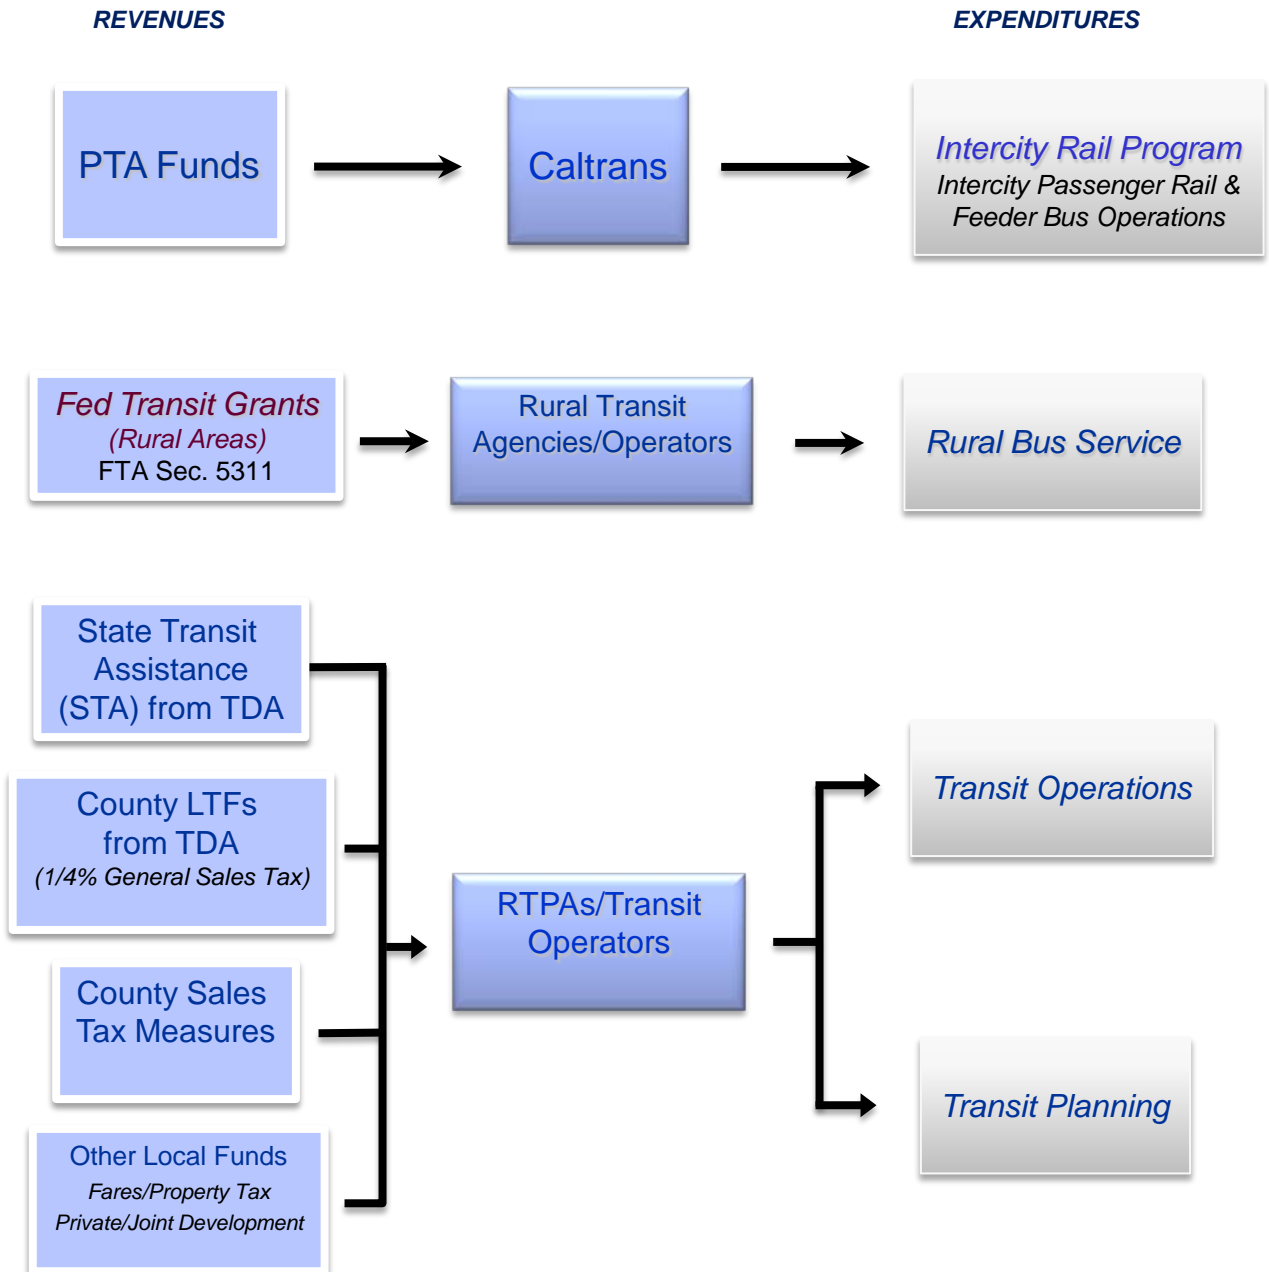 REVENUES
EXPENDITURES
PTA Funds
Caltrans
Intercity Rail Program
Intercity Passenger Rail &
Feeder Bus Operations
Fed Transit Grants
(Rural Areas)
FTA Sec. 5311
Rural Transit
Agencies/Operators
Rural Bus Service
State Transit
Assistance
(STA) from TDA
County LTFs
from TDA
(1/4% General Sales Tax)
County Sales
Tax Measures
Other Local Funds
Fares/Property Tax
Private/Joint Development
RTPAs/Transit
Operators
Transit Operations
Transit Planning